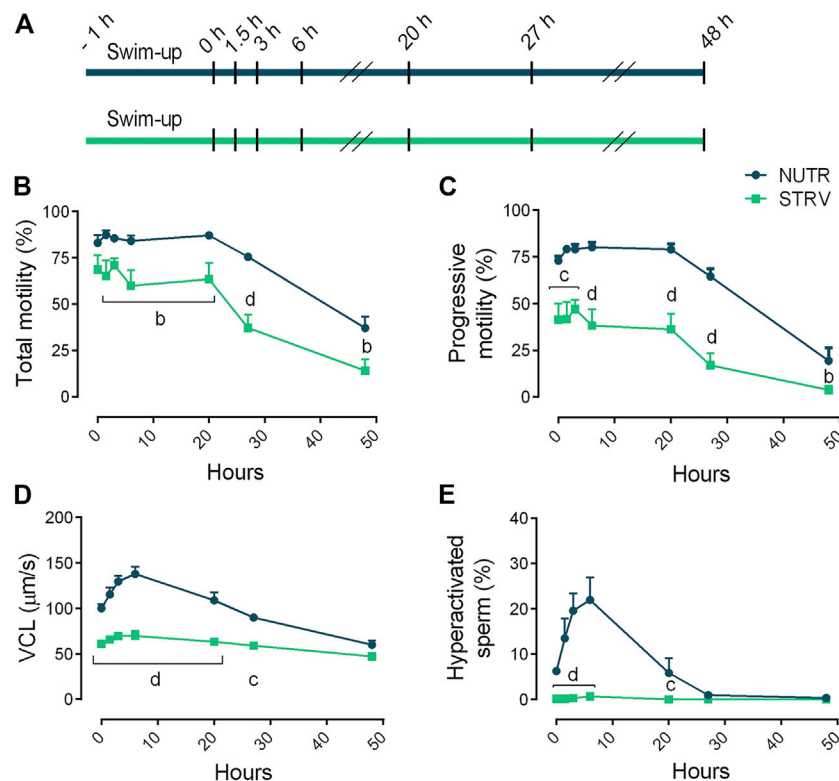 A
- 1 h
0 h
1.5 h
3 h
6 h
20 h
27 h
48 h
Swim-up
Swim-up
NUTR
STRV
B
Total motility (%)
100
75
50
25
0
b
d
b
0 10 20 30 40 50
Hours
C
Progressive
motility (%)
100
75
50
25
0
c
d
d
d
b
0 10 20 30 40 50
Hours
D
VCL (μm/s)
200
150
100
50
0
d
c
0 10 20 30 40 50
Hours
E
Hyperactivated
sperm (%)
40
30
20
10
0
d
c
0 10 20 30 40 50
Hours